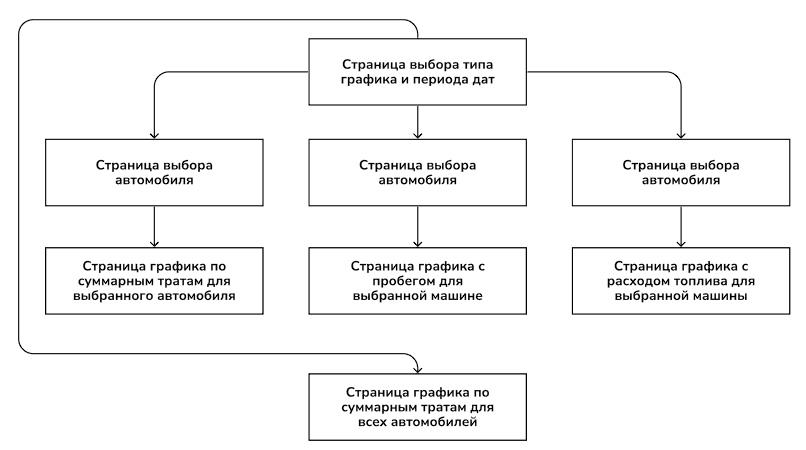 Страница выбора типа
графика и периода дат
Страница выбора
автомобиля
Страница выбора
автомобиля
Страница выбора
автомобиля
Страница графика по
суммарным тратам для
выбранного автомобиля
Страница графика с
пробегом для
выбранной машине
Страница графика с
расходом топлива для
выбранной машины
Страница графика по
суммарным тратам для
всех автомобилей